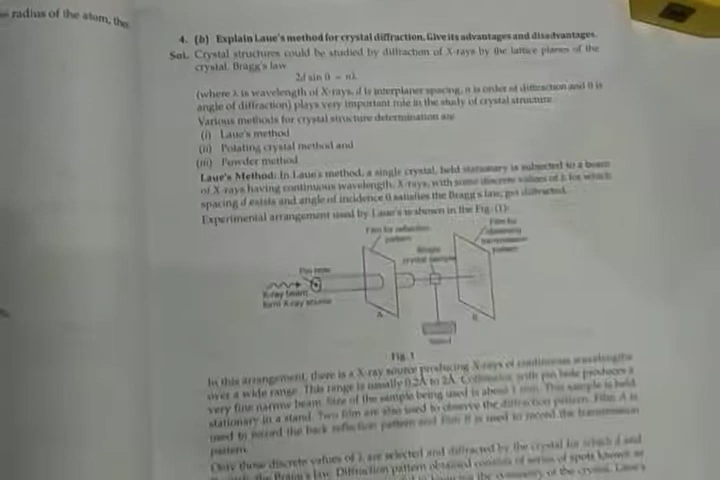 radius of the atom, the
4. (b) Explain Laue's method for crystal diffraction. Give its advantages and disadvantages.
Sol. Crystal structures could be studied by diffraction of X-rays by the lattice planes of the
crystal. Bragg's law
2d sin θ = nλ
(where λ is wavelength of X-rays, d is interplaner spacing, n is order of diffraction and θ is
angle of diffraction) plays very important role in the study of crystal structure.
Various methods for crystal structure determination are
(i) Laue's method
(ii) Rotating crystal method and
(iii) Powder method
Laue's Method: In Laue's method, a single crystal, held stationary is subjected to a beam
of X-rays having continuous wavelength. X-rays, with some discrete values of λ for which
spacing d exists and angle of incidence θ satisfies the Bragg's law, get diffracted.
Experimental arrangement used by Laue's is shown in the Fig. (1):
Film for reflection
pattern
Film for
transmission
pattern
Single
crystal sample
Pin hole
X-ray beam
form X-ray source
A
B
Fig. 1
In this arrangement, there is a X-ray source producing X-rays of continuous wavelengths
over a wide range. This range is usually 0.2Å to 2Å. Collimator with pin hole produces a
very fine narrow beam. Size of the sample being used is about 1 mm. This sample is held
stationary in a stand. Two film are also used to observe the diffraction pattern. Film A is
used to record the back reflection pattern and Film B is used to record the transmission
pattern.
Only those discrete values of λ are selected and diffracted by the crystal for which d and
the Bragg's law. Diffraction pattern obtained consists of series of spots known as
the symmetry of the crystal. Laue's